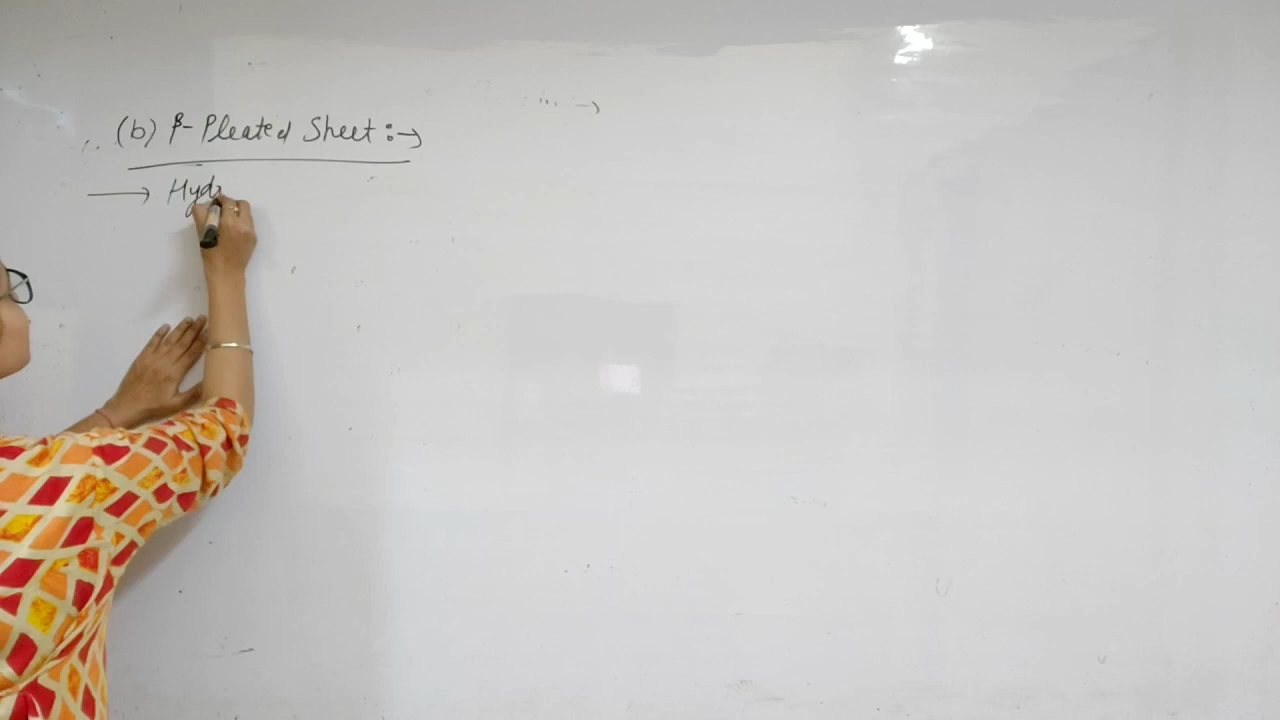 (b) β- Pleated Sheet :→
→ Hyd